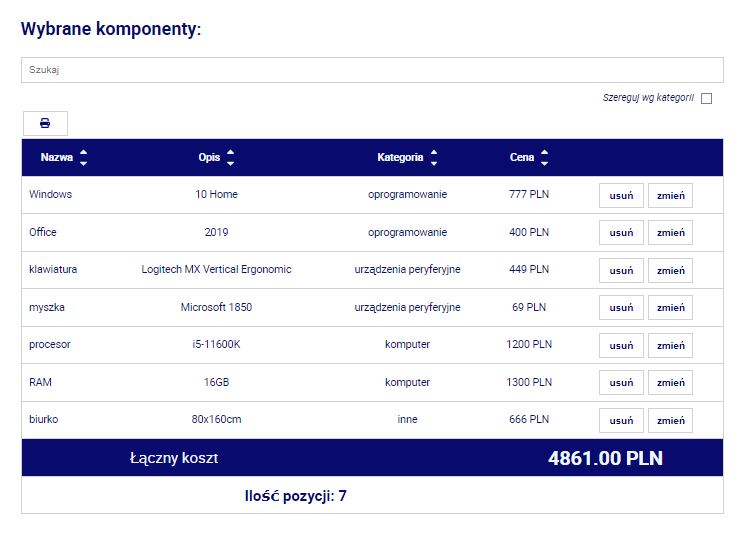 Wybrane komponenty:
Szukaj
Szereguj wg kategorii
Nazwa Opis Kategoria Cena
Windows 10 Home oprogramowanie 777 PLN usuń zmień
Office 2019 oprogramowanie 400 PLN usuń zmień
klawiatura Logitech MX Vertical Ergonomic urządzenia peryferyjne 449 PLN usuń zmień
myszka Microsoft 1850 urządzenia peryferyjne 69 PLN usuń zmień
procesor i5-11600K komputer 1200 PLN usuń zmień
RAM 16GB komputer 1300 PLN usuń zmień
biurko 80x160cm inne 666 PLN usuń zmień
Łączny koszt 4861.00 PLN
Ilość pozycji: 7